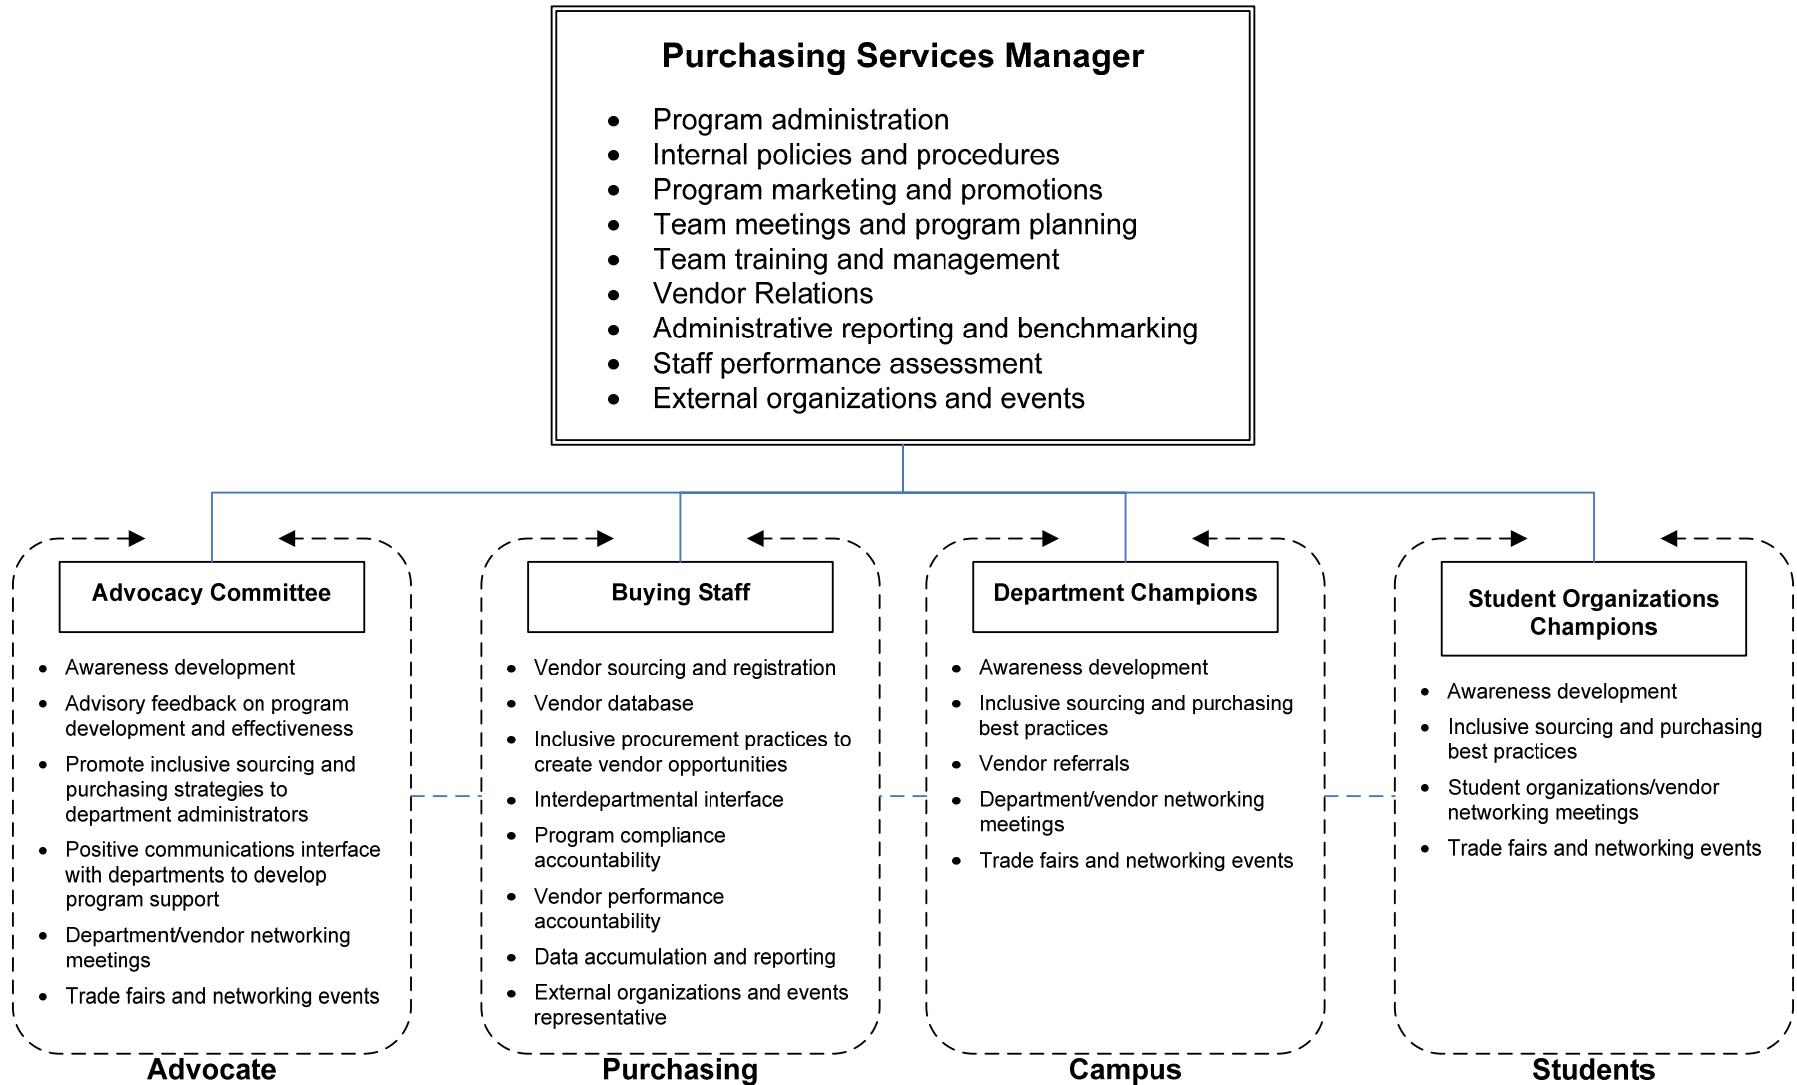 Purchasing Services Manager
• Program administration
• Internal policies and procedures
• Program marketing and promotions
• Team meetings and program planning
• Team training and management
• Vendor Relations
• Administrative reporting and benchmarking
• Staff performance assessment
• External organizations and events
Advocacy Committee
• Awareness development
• Advisory feedback on program
development and effectiveness
• Promote inclusive sourcing and
purchasing strategies to
department administrators
• Positive communications interface
with departments to develop
program support
• Department/vendor networking
meetings
• Trade fairs and networking events
Advocate
Buying Staff
• Vendor sourcing and registration
• Vendor database
• Inclusive procurement practices to
create vendor opportunities
• Interdepartmental interface
• Program compliance
accountability
• Vendor performance
accountability
• Data accumulation and reporting
• External organizations and events
representative
Purchasing
Department Champions
• Awareness development
• Inclusive sourcing and purchasing
best practices
• Vendor referrals
• Department/vendor networking
meetings
• Trade fairs and networking events
Campus
Student Organizations
Champions
• Awareness development
• Inclusive sourcing and purchasing
best practices
• Student organizations/vendor
networking meetings
• Trade fairs and networking events
Students